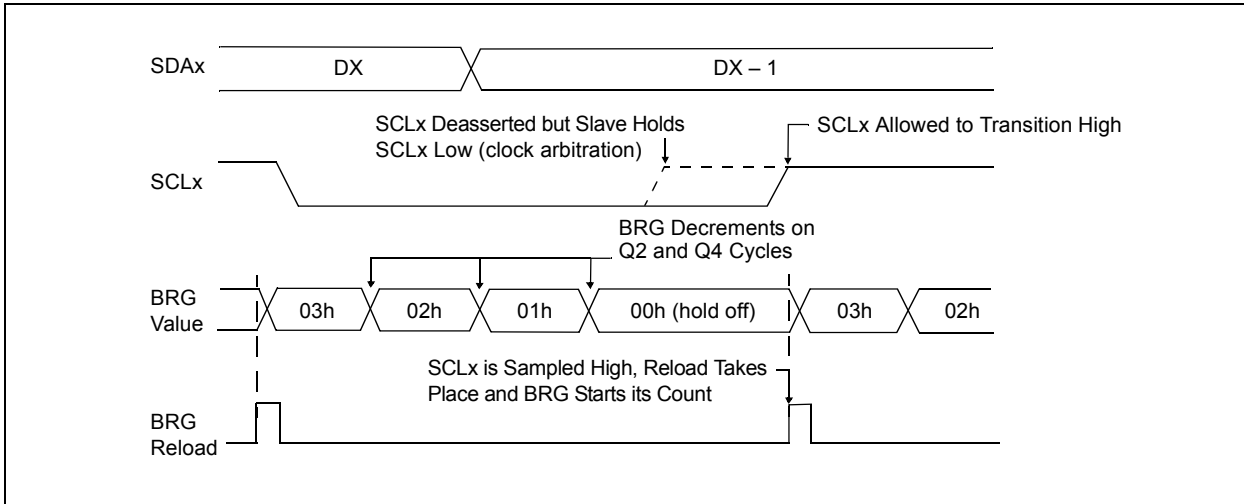 SDAx
DX
DX – 1
SCLx Deasserted but Slave Holds
SCLx Low (clock arbitration)
SCLx Allowed to Transition High
SCLx
BRG Decrements on
Q2 and Q4 Cycles
BRG
Value
03h
02h
01h
00h (hold off)
03h
02h
SCLx is Sampled High, Reload Takes
Place and BRG Starts its Count
BRG
Reload